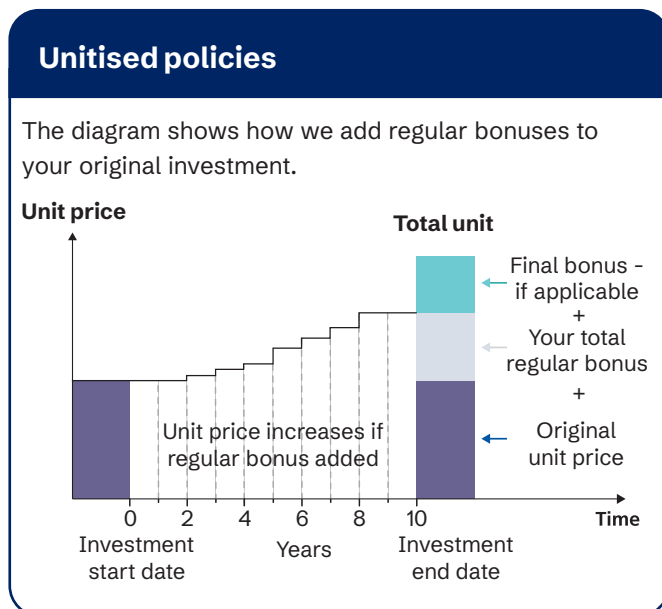 Unitised policies
The diagram shows how we add regular bonuses to
your original investment.
Unit price
Total unit
Final bonus -
if applicable
+
Your total
regular bonus
+
Original
unit price
Unit price increases if
regular bonus added
0 2 4 6 8 10 Time
Investment
start date
Years
Investment
end date